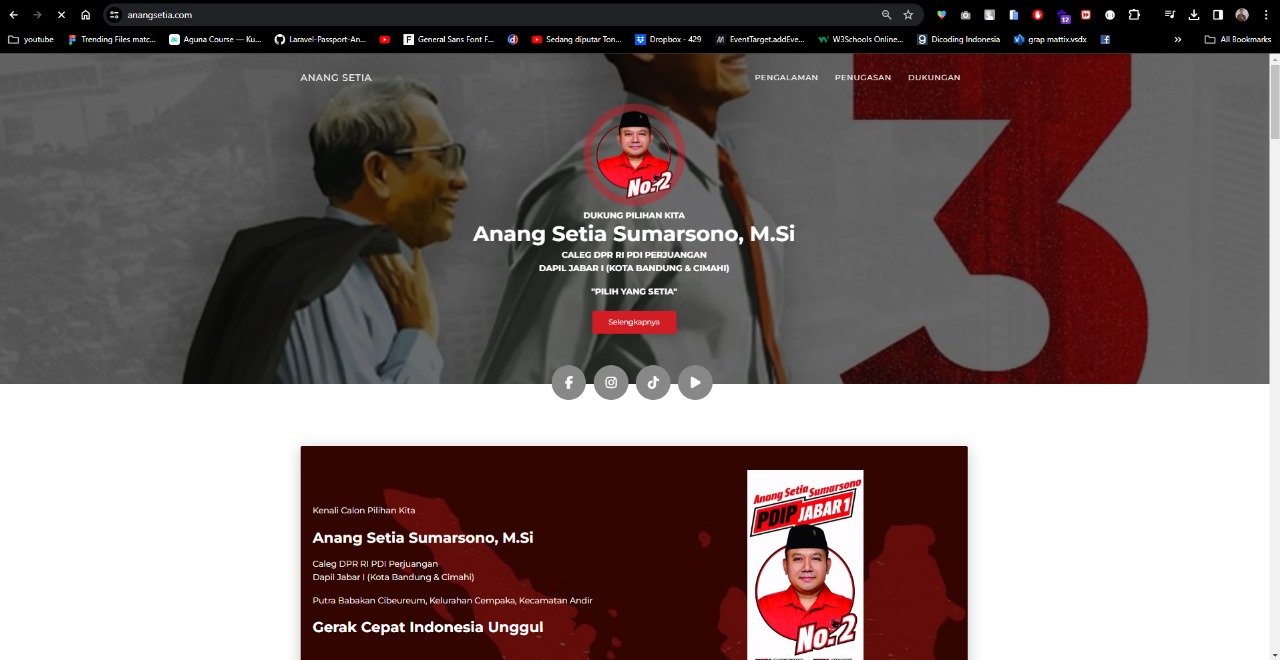 anangsetia.com
youtube
Trending Files matc...
Aguna Course — Ku...
Laravel-Passport-An...
General Sans Font F...
Sedang diputar Ton...
Dropbox - 429
EventTarget.addEve...
W3Schools Online...
Dicoding Indonesia
grap mattix.vsdx
»
All Bookmarks
12
ANANG SETIA
PENGALAMAN
PENUGASAN
DUKUNGAN
3
No.2
DUKUNG PILIHAN KITA
Anang Setia Sumarsono, M.Si
CALEG DPR RI PDI PERJUANGAN
DAPIL JABAR I (KOTA BANDUNG & CIMAHI)
"PILIH YANG SETIA"
Selengkapnya
Kenali Calon Pilihan Kita
Anang Setia Sumarsono, M.Si
Caleg DPR RI PDI Perjuangan
Dapil Jabar I (Kota Bandung & Cimahi)
Putra Babakan Cibeureum, Kelurahan Cempaka, Kecamatan Andir
Gerak Cepat Indonesia Unggul
Anang Setia Sumarsono
PDIP JABAR 1
No.2